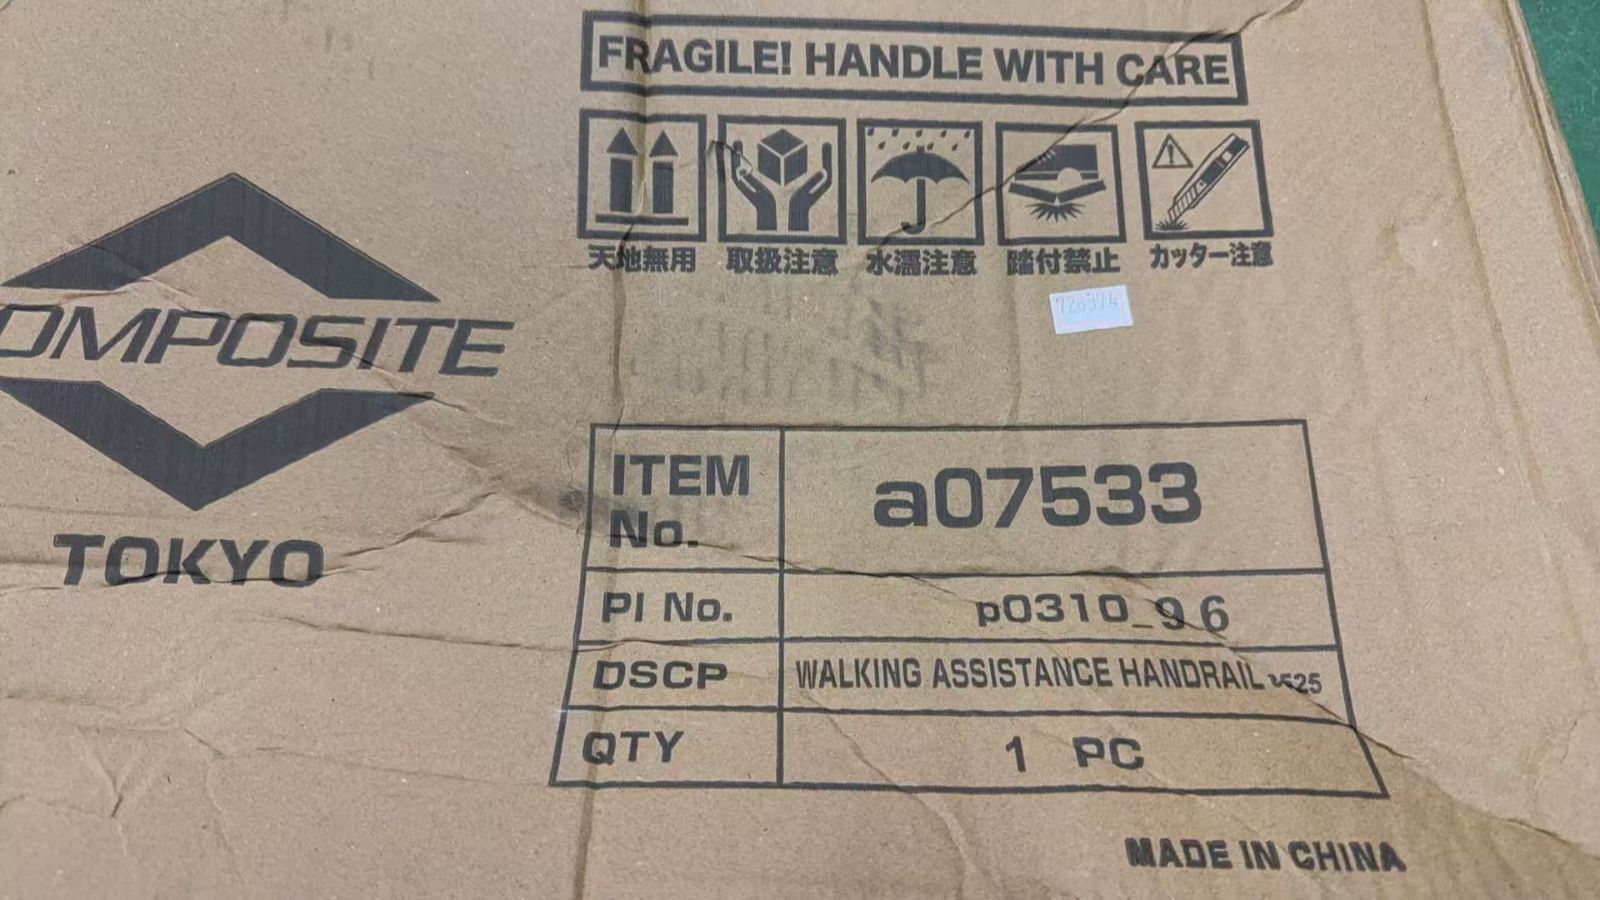 FRAGILE! HANDLE WITH CARE
天地無用 取扱注意 水濡注意 踏付禁止 カッター注意
728374
OMPOSITE
TOKYO
ITEM No. a07533
PI No. p0310_96
DSCP WALKING ASSISTANCE HANDRAIL
QTY 1 PC
MADE IN CHINA